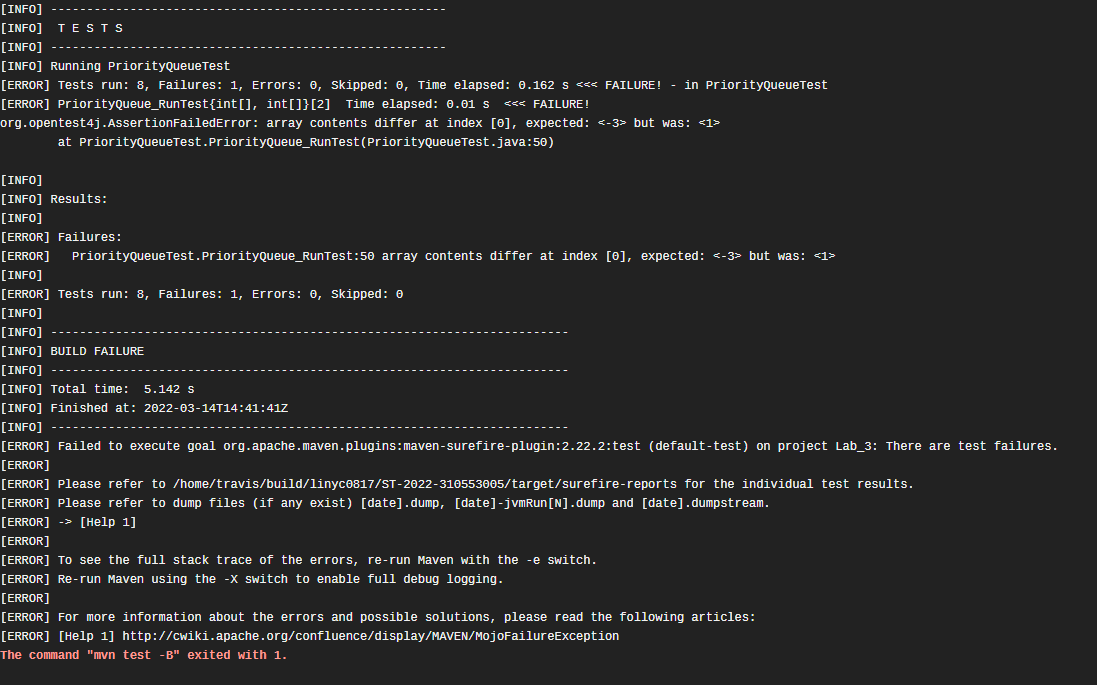 [INFO] -------------------------------------------------------
[INFO]  T E S T S
[INFO] -------------------------------------------------------
[INFO] Running PriorityQueueTest
[ERROR] Tests run: 8, Failures: 1, Errors: 0, Skipped: 0, Time elapsed: 0.162 s <<< FAILURE! - in PriorityQueueTest
[ERROR] PriorityQueue_RunTest{int[], int[]}[2]  Time elapsed: 0.01 s  <<< FAILURE!
org.opentest4j.AssertionFailedError: array contents differ at index [0], expected: <-3> but was: <1>
        at PriorityQueueTest.PriorityQueue_RunTest(PriorityQueueTest.java:50)
[INFO]
[INFO] Results:
[INFO]
[ERROR] Failures:
[ERROR]   PriorityQueueTest.PriorityQueue_RunTest:50 array contents differ at index [0], expected: <-3> but was: <1>
[INFO]
[ERROR] Tests run: 8, Failures: 1, Errors: 0, Skipped: 0
[INFO]
[INFO] ------------------------------------------------------------------------
[INFO] BUILD FAILURE
[INFO] ------------------------------------------------------------------------
[INFO] Total time:  5.142 s
[INFO] Finished at: 2022-03-14T14:41:41Z
[INFO] ------------------------------------------------------------------------
[ERROR] Failed to execute goal org.apache.maven.plugins:maven-surefire-plugin:2.22.2:test (default-test) on project Lab_3: There are test failures.
[ERROR]
[ERROR] Please refer to /home/travis/build/linyc0817/ST-2022-310553005/target/surefire-reports for the individual test results.
[ERROR] Please refer to dump files (if any exist) [date].dump, [date]-jvmRun[N].dump and [date].dumpstream.
[ERROR] -> [Help 1]
[ERROR]
[ERROR] To see the full stack trace of the errors, re-run Maven with the -e switch.
[ERROR] Re-run Maven using the -X switch to enable full debug logging.
[ERROR]
[ERROR] For more information about the errors and possible solutions, please read the following articles:
[ERROR] [Help 1] http://cwiki.apache.org/confluence/display/MAVEN/MojoFailureException
The command "mvn test -B" exited with 1.